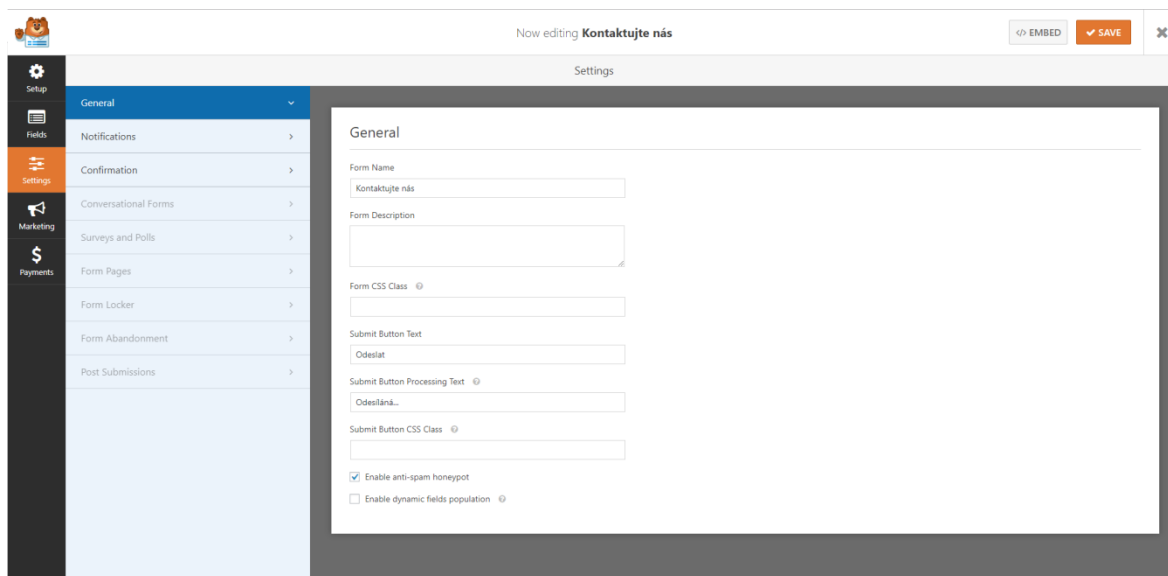 Now editing Kontaktujte nás
</> EMBED
SAVE
Setup
Fields
Settings
Marketing
Payments
Settings
General
Notifications
Confirmation
Conversational Forms
Surveys and Polls
Form Pages
Form Locker
Form Abandonment
Post Submissions
General
Form Name
Kontaktujte nás
Form Description
Form CSS Class
Submit Button Text
Odeslat
Submit Button Processing Text
Odesíláná...
Submit Button CSS Class
Enable anti-spam honeypot
Enable dynamic fields population